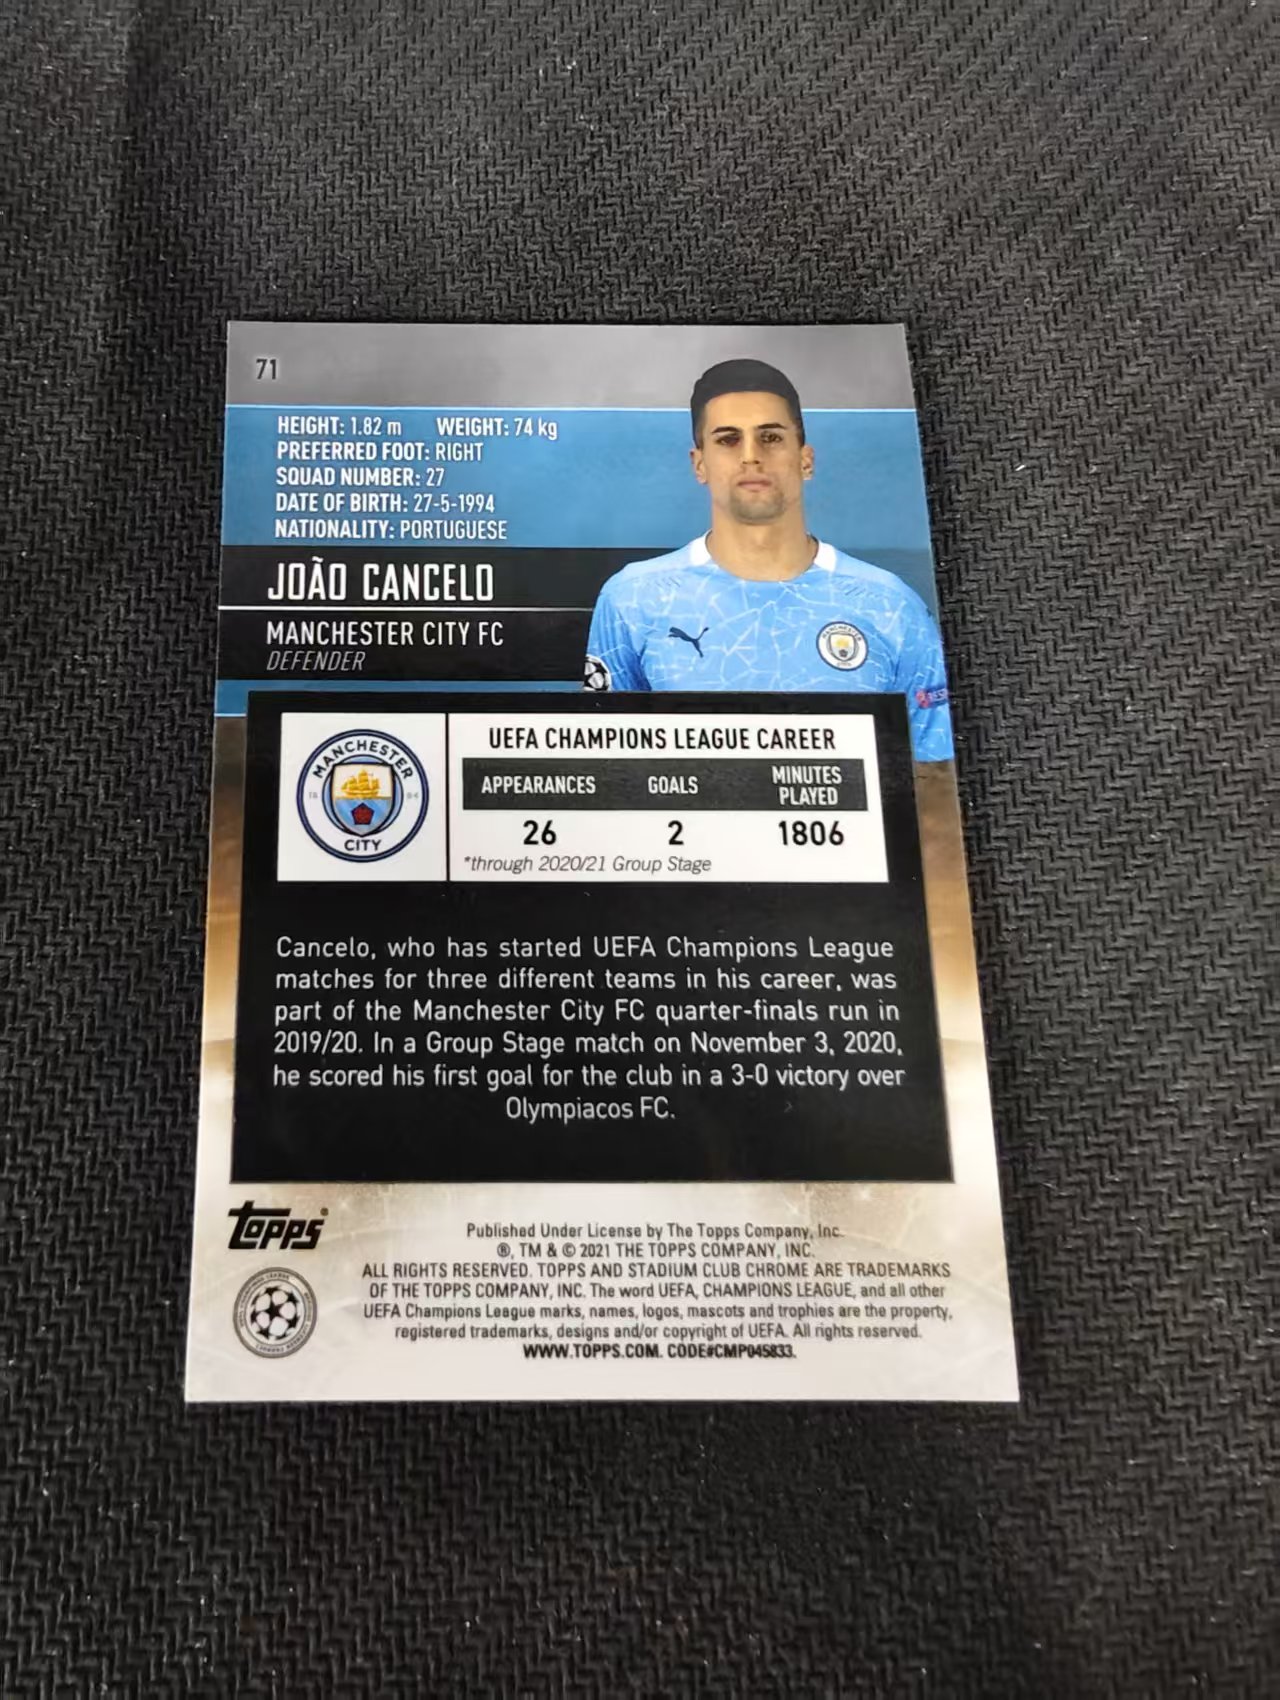 71
HEIGHT: 1.82 m WEIGHT: 74 kg
PREFERRED FOOT: RIGHT
SQUAD NUMBER: 27
DATE OF BIRTH: 27-5-1994
NATIONALITY: PORTUGUESE
JOÃO CANCELO
MANCHESTER CITY FC
DEFENDER
MANCHESTER
18 94
CITY
UEFA CHAMPIONS LEAGUE CAREER
APPEARANCES GOALS MINUTES
PLAYED
26 2 1806
*through 2020/21 Group Stage
Cancelo, who has started UEFA Champions League
matches for three different teams in his career, was
part of the Manchester City FC quarter-finals run in
2019/20. In a Group Stage match on November 3, 2020,
he scored his first goal for the club in a 3-0 victory over
Olympiacos FC.
TOPPS®
Published Under License by The Topps Company, Inc.
®, TM & © 2021 THE TOPPS COMPANY, INC.
ALL RIGHTS RESERVED. TOPPS AND STADIUM CLUB CHROME ARE TRADEMARKS
OF THE TOPPS COMPANY, INC. The word UEFA, CHAMPIONS LEAGUE, and all other
UEFA Champions League marks, names, logos, mascots and trophies are the property,
registered trademarks, designs and/or copyright of UEFA. All rights reserved.
WWW.TOPPS.COM. CODE#CMP045833.